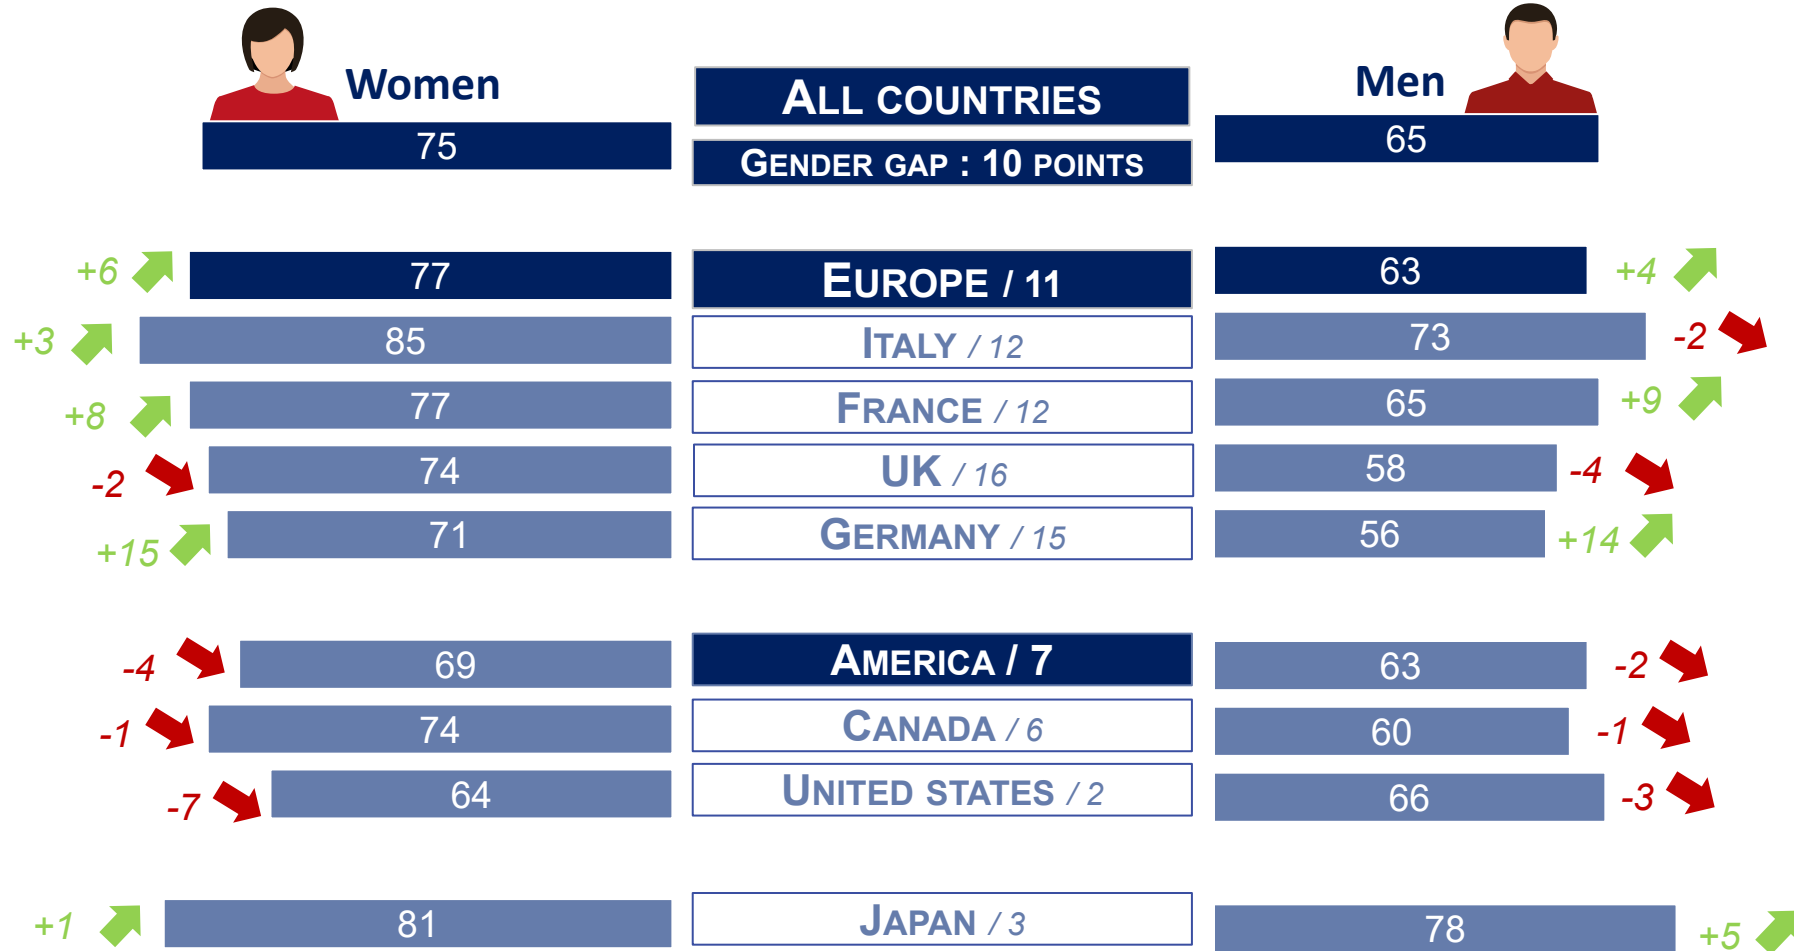 Women
ALL COUNTRIES
Men
75
GENDER GAP : 10 POINTS
65
+6
77
EUROPE / 11
63
+4
+3
85
ITALY / 12
73
-2
+8
77
FRANCE / 12
65
+9
-2
74
UK / 16
58
-4
+15
71
GERMANY / 15
56
+14
-4
69
AMERICA / 7
63
-2
-1
74
CANADA / 6
60
-1
-7
64
UNITED STATES / 2
66
-3
+1
81
JAPAN / 3
78
+5